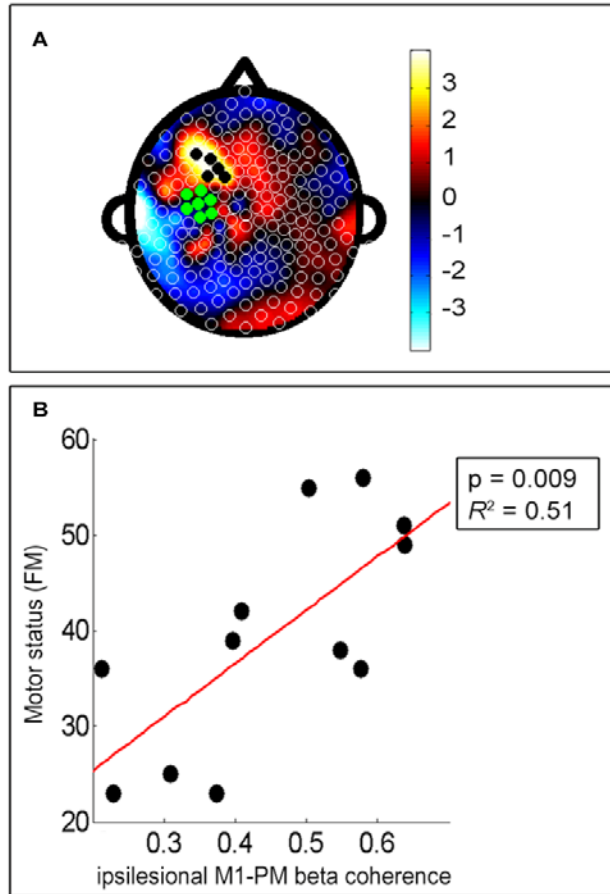 A
3
2
1
0
-1
-2
-3
B
60
50
40
30
20
Motor status (FM)
p = 0.009
R² = 0.51
0.3 0.4 0.5 0.6
ipsilesional M1-PM beta coherence